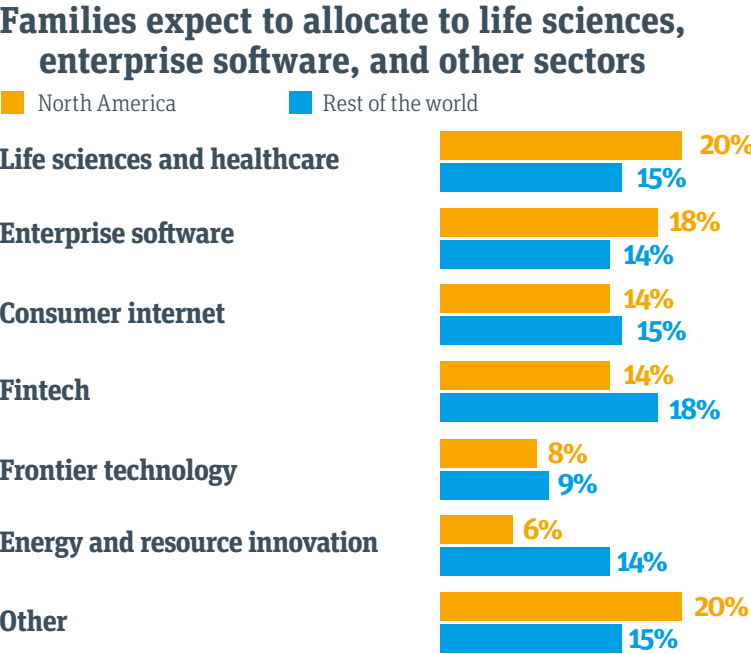 Families expect to allocate to life sciences,
enterprise software, and other sectors
North America
Rest of the world
Life sciences and healthcare
20%
15%
Enterprise software
18%
14%
Consumer internet
14%
15%
Fintech
14%
18%
Frontier technology
8%
9%
Energy and resource innovation
6%
14%
Other
20%
15%